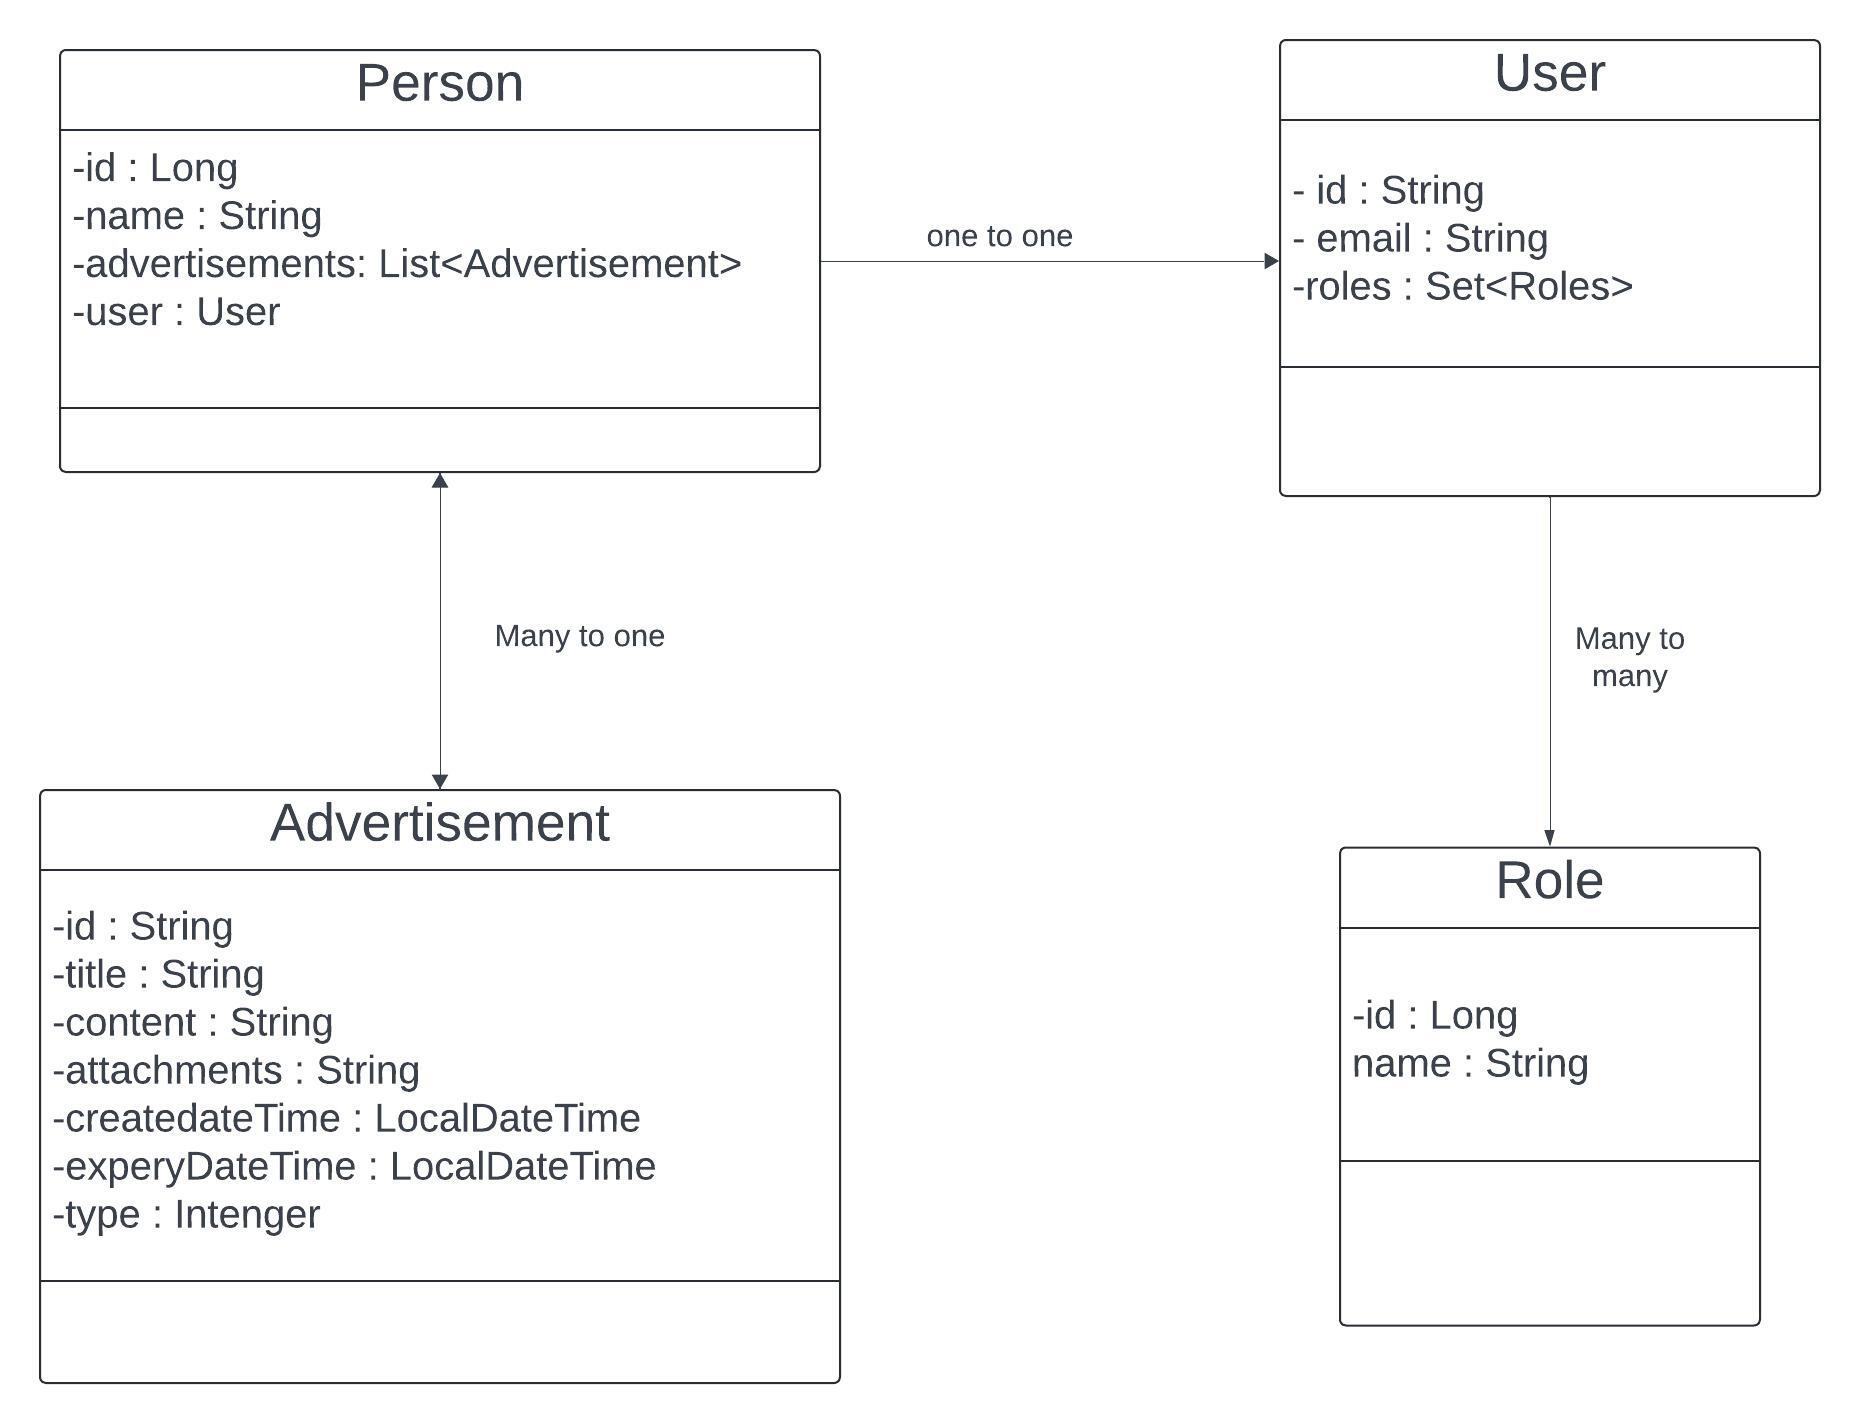 Person
-id : Long
-name : String
-advertisements: List<Advertisement>
-user : User
one to one
User
- id : String
- email : String
-roles : Set<Roles>
Many to one
Many to
many
Advertisement
-id : String
-title : String
-content : String
-attachments : String
-createdateTime : LocalDateTime
-experyDateTime : LocalDateTime
-type : Intenger
Role
-id : Long
name : String